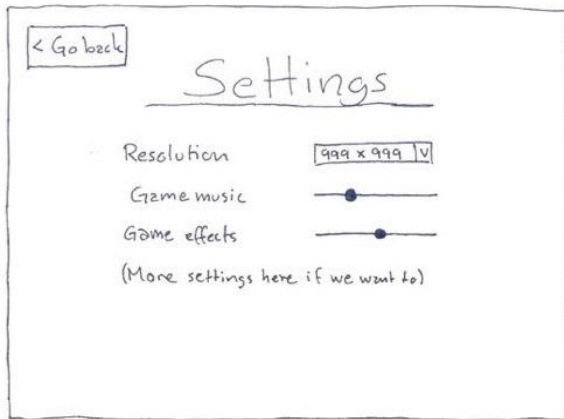 < Go back
Settings
Resolution 999 x 999 V
Game music
Game effects
(More settings here if we want to)